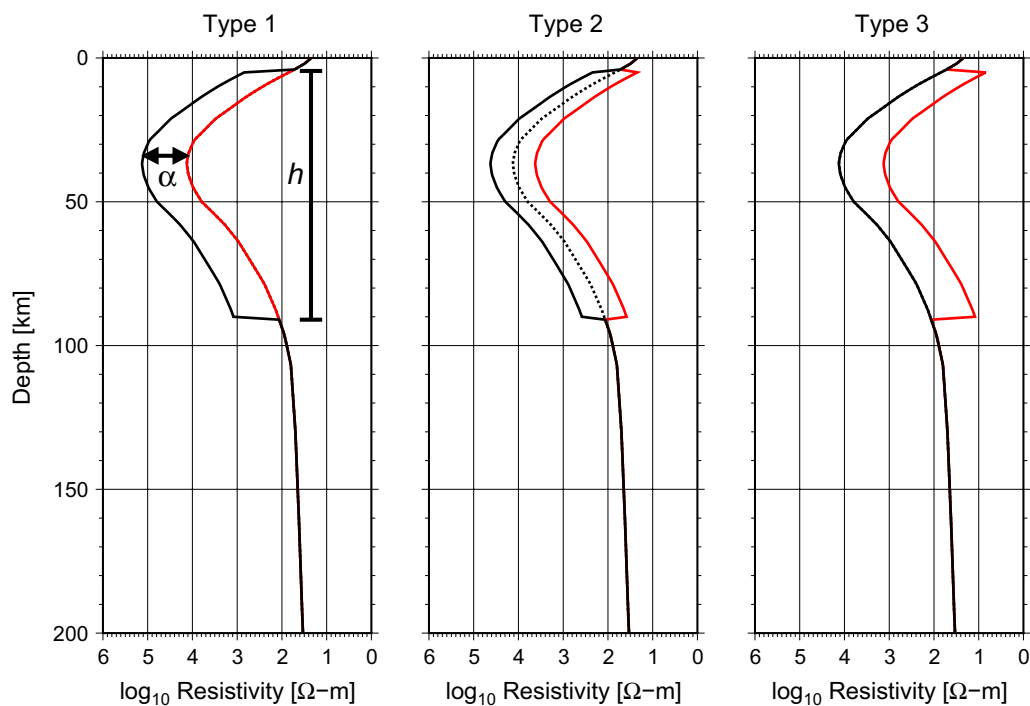 Type 1
Type 2
Type 3
0
50
100
150
200
Depth [km]
α
h
6 5 4 3 2 1 0
6 5 4 3 2 1 0
6 5 4 3 2 1 0
log10 Resistivity [Ω−m]
log10 Resistivity [Ω−m]
log10 Resistivity [Ω−m]